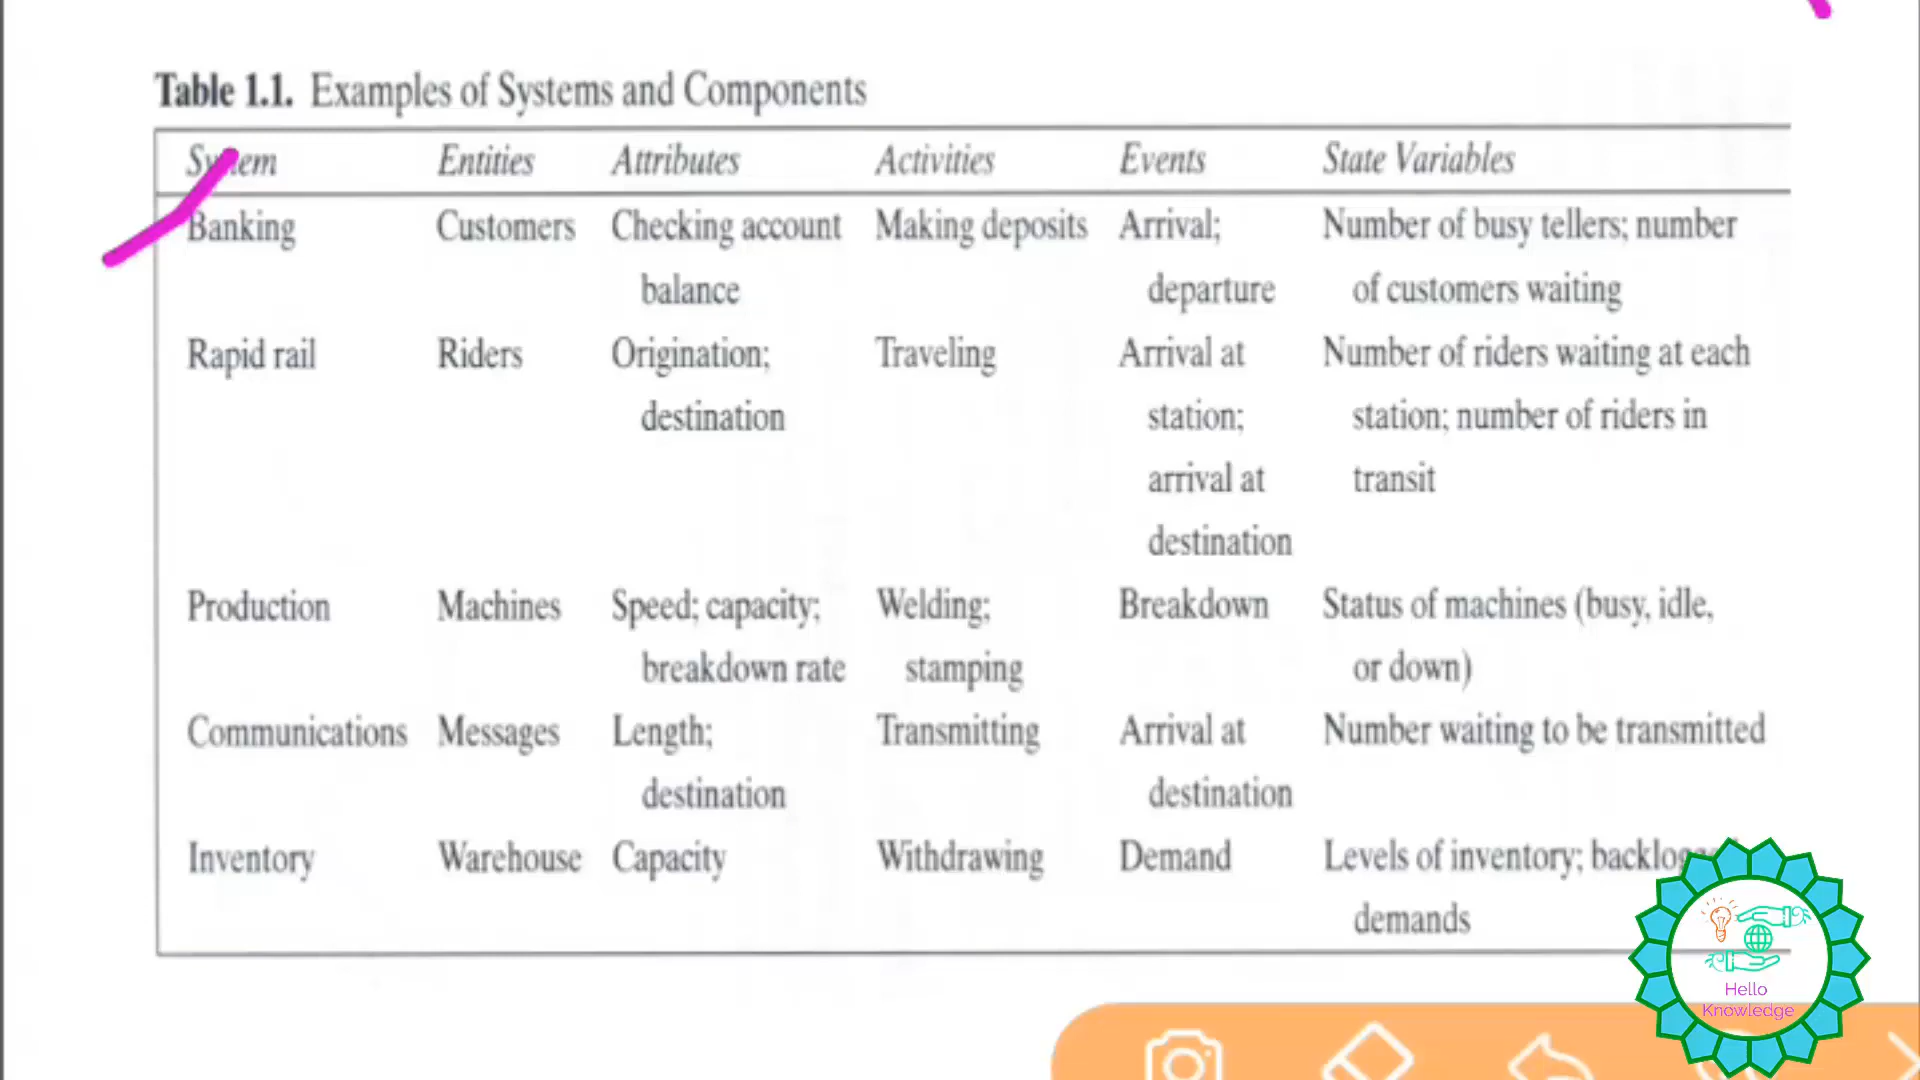 Table 1.1. Examples of Systems and Components
System Entities Attributes Activities Events State Variables
Banking Customers Checking account Making deposits Arrival; Number of busy tellers; number
balance departure of customers waiting
Rapid rail Riders Origination; Traveling Arrival at Number of riders waiting at each
destination station; station; number of riders in
arrival at transit
destination
Production Machines Speed; capacity; Welding; Breakdown Status of machines (busy, idle,
breakdown rate stamping or down)
Communications Messages Length; Transmitting Arrival at Number waiting to be transmitted
destination destination
Inventory Warehouse Capacity Withdrawing Demand Levels of inventory;
demands
Hello
Knowledge